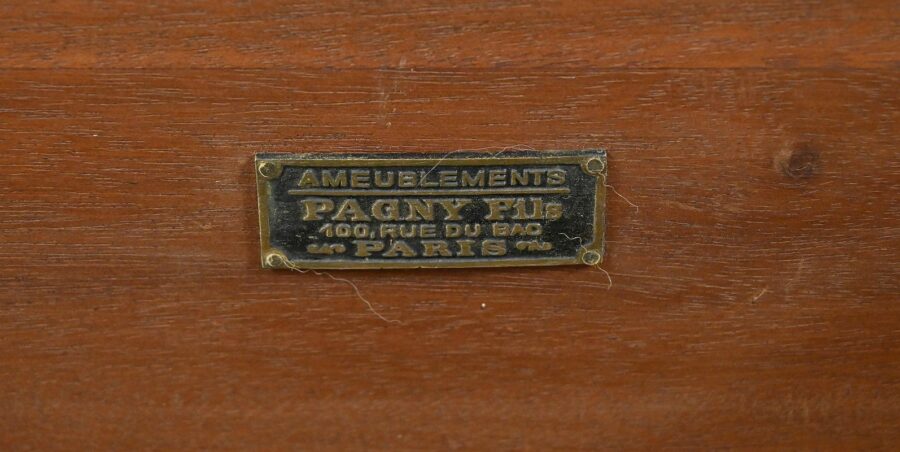 AMEUBLEMENTS
PAGNY Fils
100, RUE DU BAC
PARIS